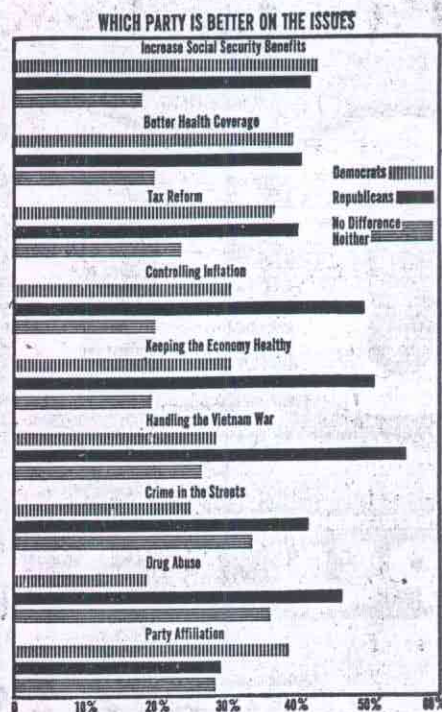 WHICH PARTY IS BETTER ON THE ISSUES
Increase Social Security Benefits
Better Health Coverage
Democrats
Republicans
No Difference
Neither
Tax Reform
Controlling Inflation
Keeping the Economy Healthy
Handling the Vietnam War
Crime in the Streets
Drug Abuse
Party Affiliation
0 10% 20% 30% 40% 50% 60%